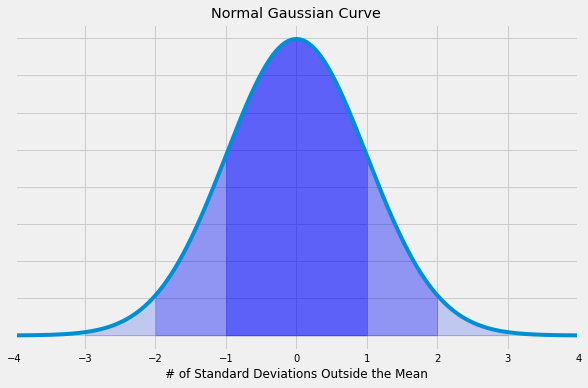 Normal Gaussian Curve
−4 −3 −2 −1 0 1 2 3 4
# of Standard Deviations Outside the Mean